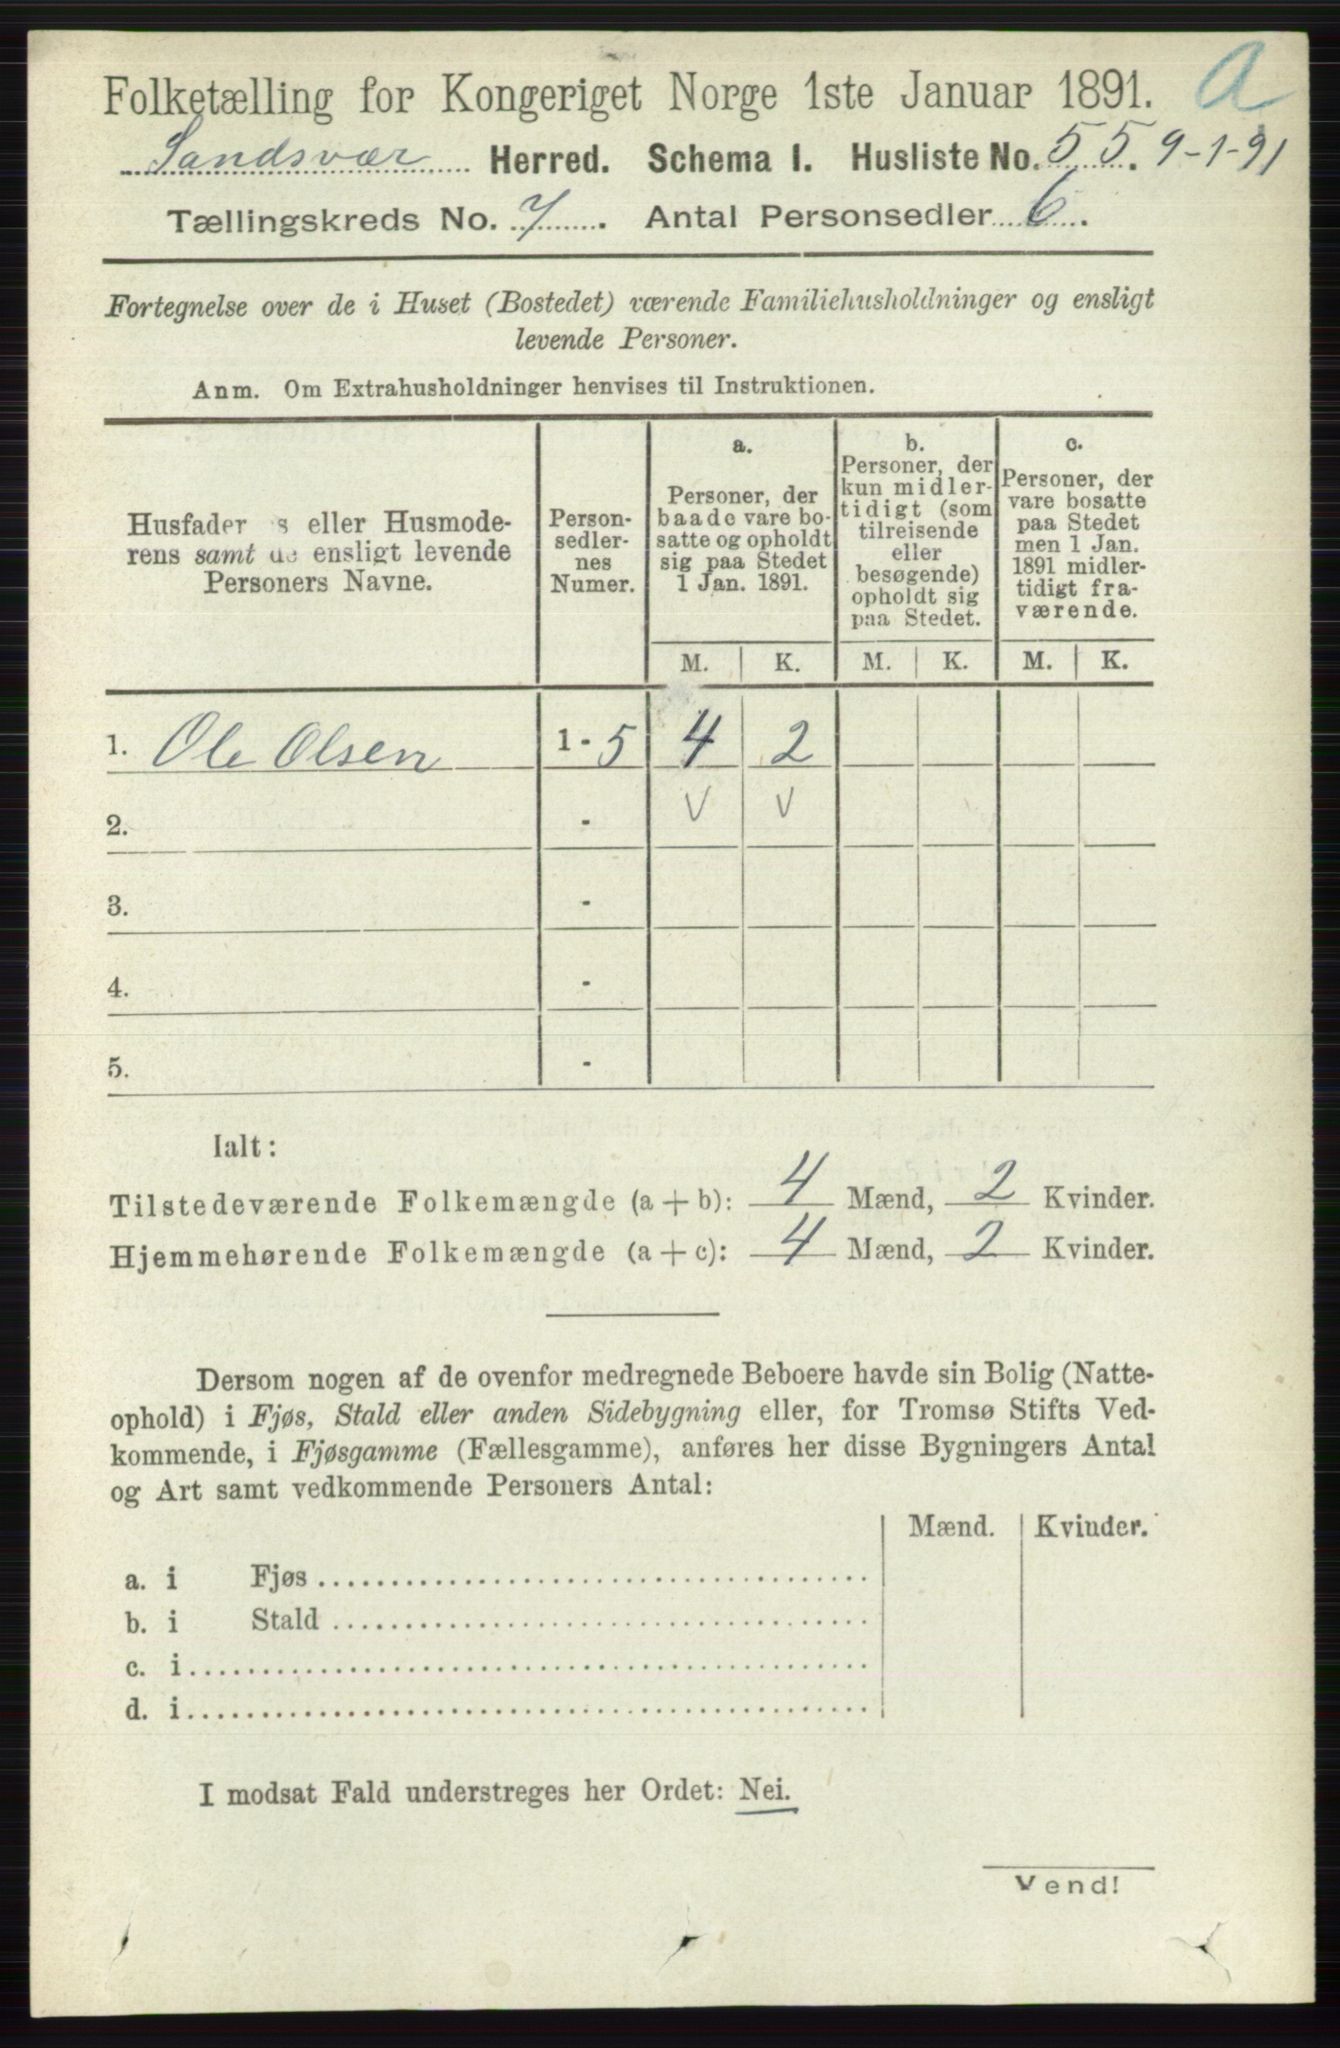 Folketælling for Kongeriget Norge 1ste Januar 1891. a
Sandsvær Herred. Schema I. Husliste No. 55. 9-1-91
Tællingskreds No. 7. Antal Personsedler 6.
Fortegnelse over de i Huset (Bostedet) værende Familiehusholdninger og ensligt
levende Personer.
Anm. Om Extrahusholdninger henvises til Instruktionen.
Husfader s eller Husmode-
rens samt de ensligt levende
Personers Navne.
Person-
sedler-
nes
Numer.
a.
Personer, der
baade vare bo-
satte og opholdt
sig paa Stedet
1 Jan. 1891.
b.
Personer, der
kun midler-
tidigt (som
tilreisende
eller
besøgende)
opholdt sig
paa Stedet.
c.
Personer, der
vare bosatte
paa Stedet
men 1 Jan.
1891 midler-
tidigt fra-
værende.
M. K. M. K. M. K.
1. Ole Olsen 1 - 5 4 2
2. - V V
3. -
4. -
5. -
Ialt:
Tilstedeværende Folkemængde (a + b): 4 Mænd, 2 Kvinder.
Hjemmehørende Folkemængde (a + c): 4 Mænd, 2 Kvinder.
Dersom nogen af de ovenfor medregnede Beboere havde sin Bolig (Natte-
ophold) i Fjøs, Stald eller anden Sidebygning eller, for Tromsø Stifts Ved-
kommende, i Fjøsgamme (Fællesgamme), anføres her disse Bygningers Antal
og Art samt vedkommende Personers Antal:
Mænd. Kvinder.
a. i Fjøs
b. i Stald
c. i
d. i
I modsat Fald understreges her Ordet: Nei.
Vend!